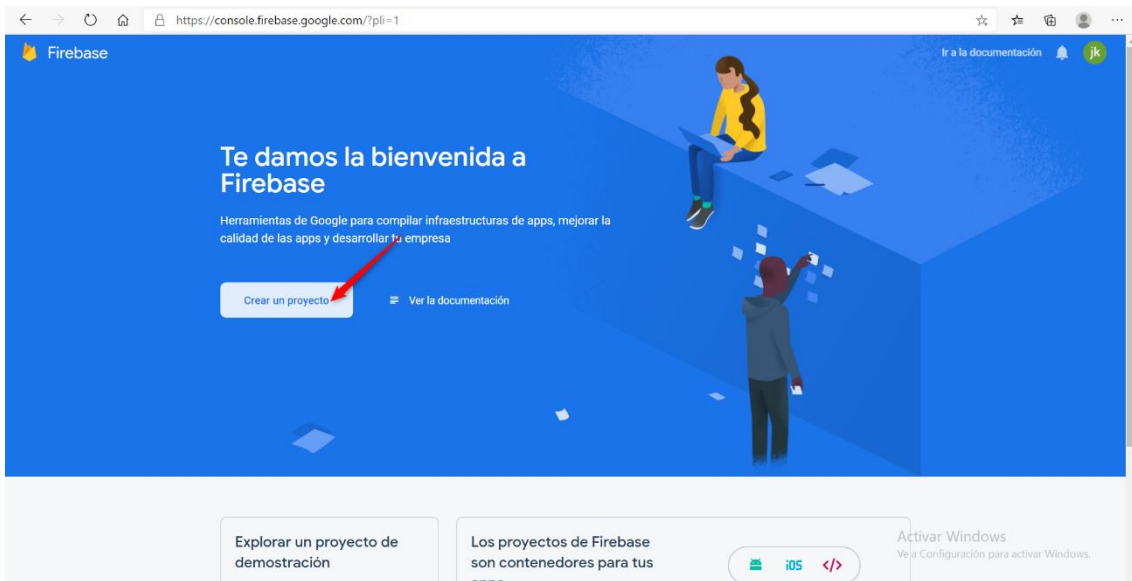 https://console.firebase.google.com/?pli=1
Firebase
Ir a la documentación
jk
Te damos la bienvenida a
Firebase
Herramientas de Google para compilar infraestructuras de apps, mejorar la
calidad de las apps y desarrollar tu empresa
Crear un proyecto
Ver la documentación
Explorar un proyecto de
demostración
Los proyectos de Firebase
son contenedores para tus
iOS
</>
Activar Windows
Ve a Configuración para activar Windows.